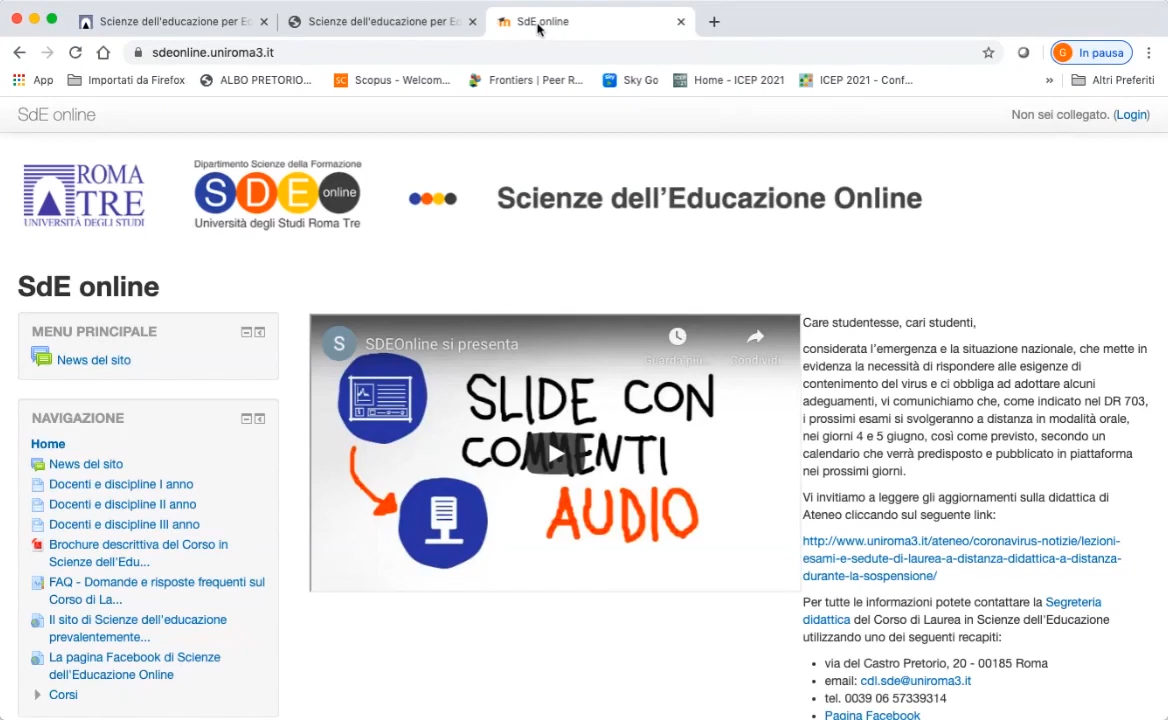 Scienze dell'educazione per Ec
Scienze dell'educazione per Ec
SdE online
sdeonline.uniroma3.it
G In pausa
App
Importati da Firefox
ALBO PRETORIO...
SC Scopus - Welcom...
Frontiers | Peer R...
Sky Go
Home - ICEP 2021
ICEP 2021 - Conf...
»
Altri Preferiti
SdE online
Non sei collegato. (Login)
ROMA
TRE
UNIVERSITÀ DEGLI STUDI
Dipartimento Scienze della Formazione
SDE online
Università degli Studi Roma Tre
Scienze dell'Educazione Online
SdE online
MENU PRINCIPALE
News del sito
NAVIGAZIONE
Home
News del sito
Docenti e discipline I anno
Docenti e discipline II anno
Docenti e discipline III anno
Brochure descrittiva del Corso in
Scienze dell'Edu...
FAQ - Domande e risposte frequenti sul
Corso di La...
Il sito di Scienze dell'educazione
prevalentemente...
La pagina Facebook di Scienze
dell'Educazione Online
Corsi
S SDEOnline si presenta
Guarda più...
Condividi
SLIDE CON
COMMENTI
AUDIO
Care studentesse, cari studenti,
considerata l'emergenza e la situazione nazionale, che mette in
evidenza la necessità di rispondere alle esigenze di
contenimento del virus e ci obbliga ad adottare alcuni
adeguamenti, vi comunichiamo che, come indicato nel DR 703,
i prossimi esami si svolgeranno a distanza in modalità orale,
nei giorni 4 e 5 giugno, così come previsto, secondo un
calendario che verrà predisposto e pubblicato in piattaforma
nei prossimi giorni.
Vi invitiamo a leggere gli aggiornamenti sulla didattica di
Ateneo cliccando sul seguente link:
http://www.uniroma3.it/ateneo/coronavirus-notizie/lezioni-
esami-e-sedute-di-laurea-a-distanza-didattica-a-distanza-
durante-la-sospensione/
Per tutte le informazioni potete contattare la Segreteria
didattica del Corso di Laurea in Scienze dell'Educazione
utilizzando uno dei seguenti recapiti:
• via del Castro Pretorio, 20 - 00185 Roma
• email: cdl.sde@uniroma3.it
• tel. 0039 06 57339314
• Pagina Facebook